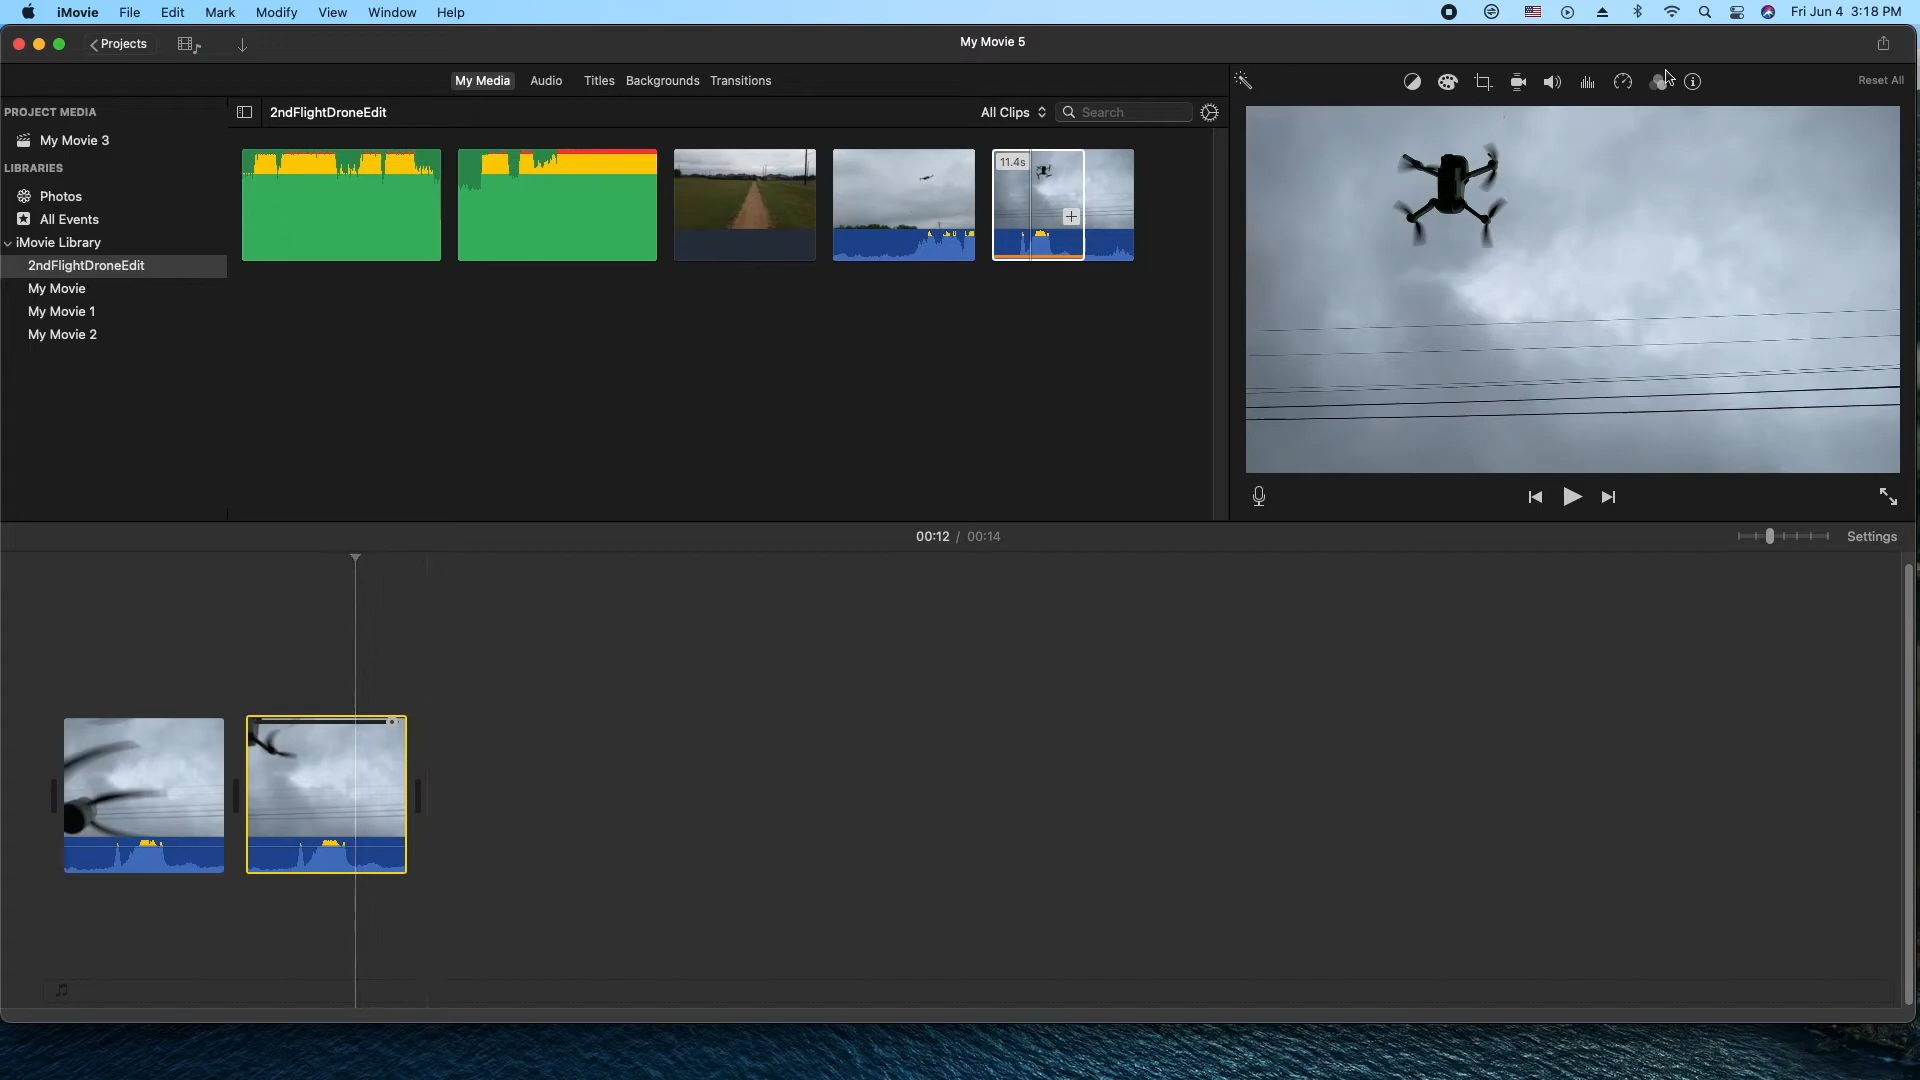 iMovie File Edit Mark Modify View Window Help Fri Jun 4 3:18 PM
Projects My Movie 5
My Media Audio Titles Backgrounds Transitions Reset All
PROJECT MEDIA 2ndFlightDroneEdit All Clips Search
My Movie 3
LIBRARIES
Photos
All Events
iMovie Library
2ndFlightDroneEdit
My Movie
My Movie 1
My Movie 2
11.4s
00:12 / 00:14 Settings